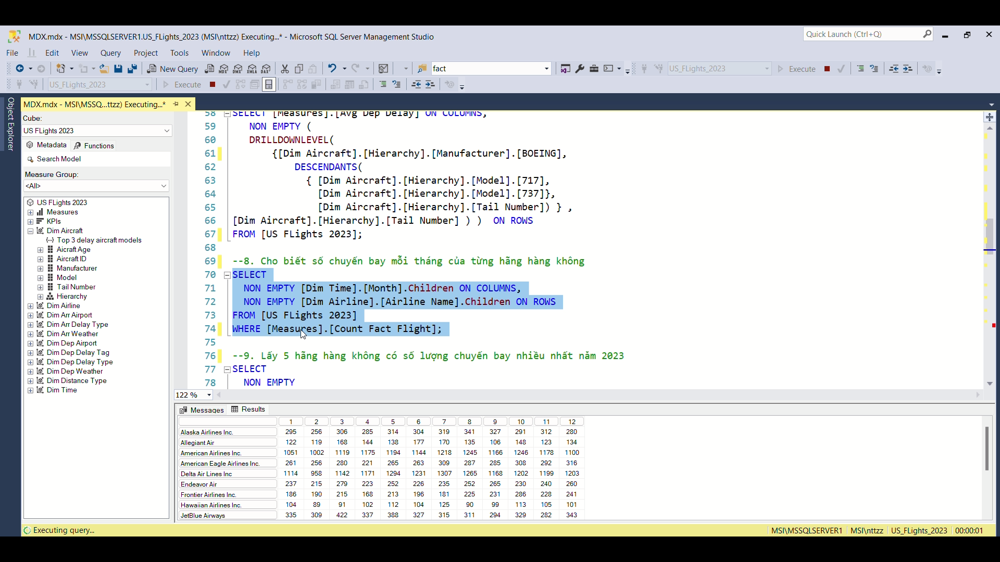 MDX.mdx - MSI\MSSQLSERVER1.US_FLights_2023 (MSI\nttzz) Executing...* - Microsoft SQL Server Management Studio
Quick Launch (Ctrl+Q)
File Edit View Query Project Tools Window Help
New Query MDX DMX XMLA DAX fact US_FLights_2023 Execute
US_FLights_2023 Execute
Object Explorer
MDX.mdx - MSI\MSSQ...ttzz) Executing...*
Cube:
US FLights 2023
Metadata Functions
Search Model
Measure Group:
<All>
US FLights 2023
Measures
KPIs
Dim Aircraft
Top 3 delay aircraft models
Aicraft Age
Aircraft ID
Manufacturer
Model
Tail Number
Hierarchy
Dim Airline
Dim Arr Airport
Dim Arr Delay Type
Dim Arr Weather
Dim Dep Airport
Dim Dep Delay Tag
Dim Dep Delay Type
Dim Dep Weather
Dim Distance Type
Dim Time
58 SELECT [Measures].[Avg Dep Delay] ON COLUMNS,
59 NON EMPTY (
60 DRILLDOWNLEVEL(
61 {[Dim Aircraft].[Hierarchy].[Manufacturer].[BOEING],
62 DESCENDANTS(
63 { [Dim Aircraft].[Hierarchy].[Model].[717],
64 [Dim Aircraft].[Hierarchy].[Model].[737]},
65 [Dim Aircraft].[Hierarchy].[Tail Number]) } ,
66 [Dim Aircraft].[Hierarchy].[Tail Number] ) ) ON ROWS
67 FROM [US FLights 2023];
68
69 --8. Cho biết số chuyến bay mỗi tháng của từng hãng hàng không
70 SELECT
71 NON EMPTY [Dim Time].[Month].Children ON COLUMNS,
72 NON EMPTY [Dim Airline].[Airline Name].Children ON ROWS
73 FROM [US FLights 2023]
74 WHERE [Measures].[Count Fact Flight];
75
76 --9. Lấy 5 hãng hàng không có số lượng chuyến bay nhiều nhất năm 2023
77 SELECT
78 NON EMPTY
122 %
Messages Results
1 2 3 4 5 6 7 8 9 10 11 12
Alaska Airlines Inc. 295 256 306 285 314 304 319 341 327 291 312 280
Allegiant Air 122 119 168 144 138 177 170 135 106 148 123 134
American Airlines Inc. 1051 1002 1119 1175 1194 1144 1218 1245 1166 1246 1178 1100
American Eagle Airlines Inc. 261 256 280 221 265 263 309 287 285 308 292 316
Delta Air Lines Inc 1114 958 1142 1171 1294 1231 1307 1265 1168 1202 1199 1203
Endeavor Air 237 215 279 223 252 226 235 252 265 230 240 260
Frontier Airlines Inc. 186 190 215 168 213 196 181 225 231 286 228 241
Hawaiian Airlines Inc. 104 89 91 102 112 104 125 90 99 113 105 101
JetBlue Airways 335 309 422 337 388 327 315 311 294 329 282 343
Executing query...
MSI\MSSQLSERVER1 MSI\nttzz US_FLights_2023 00:00:01